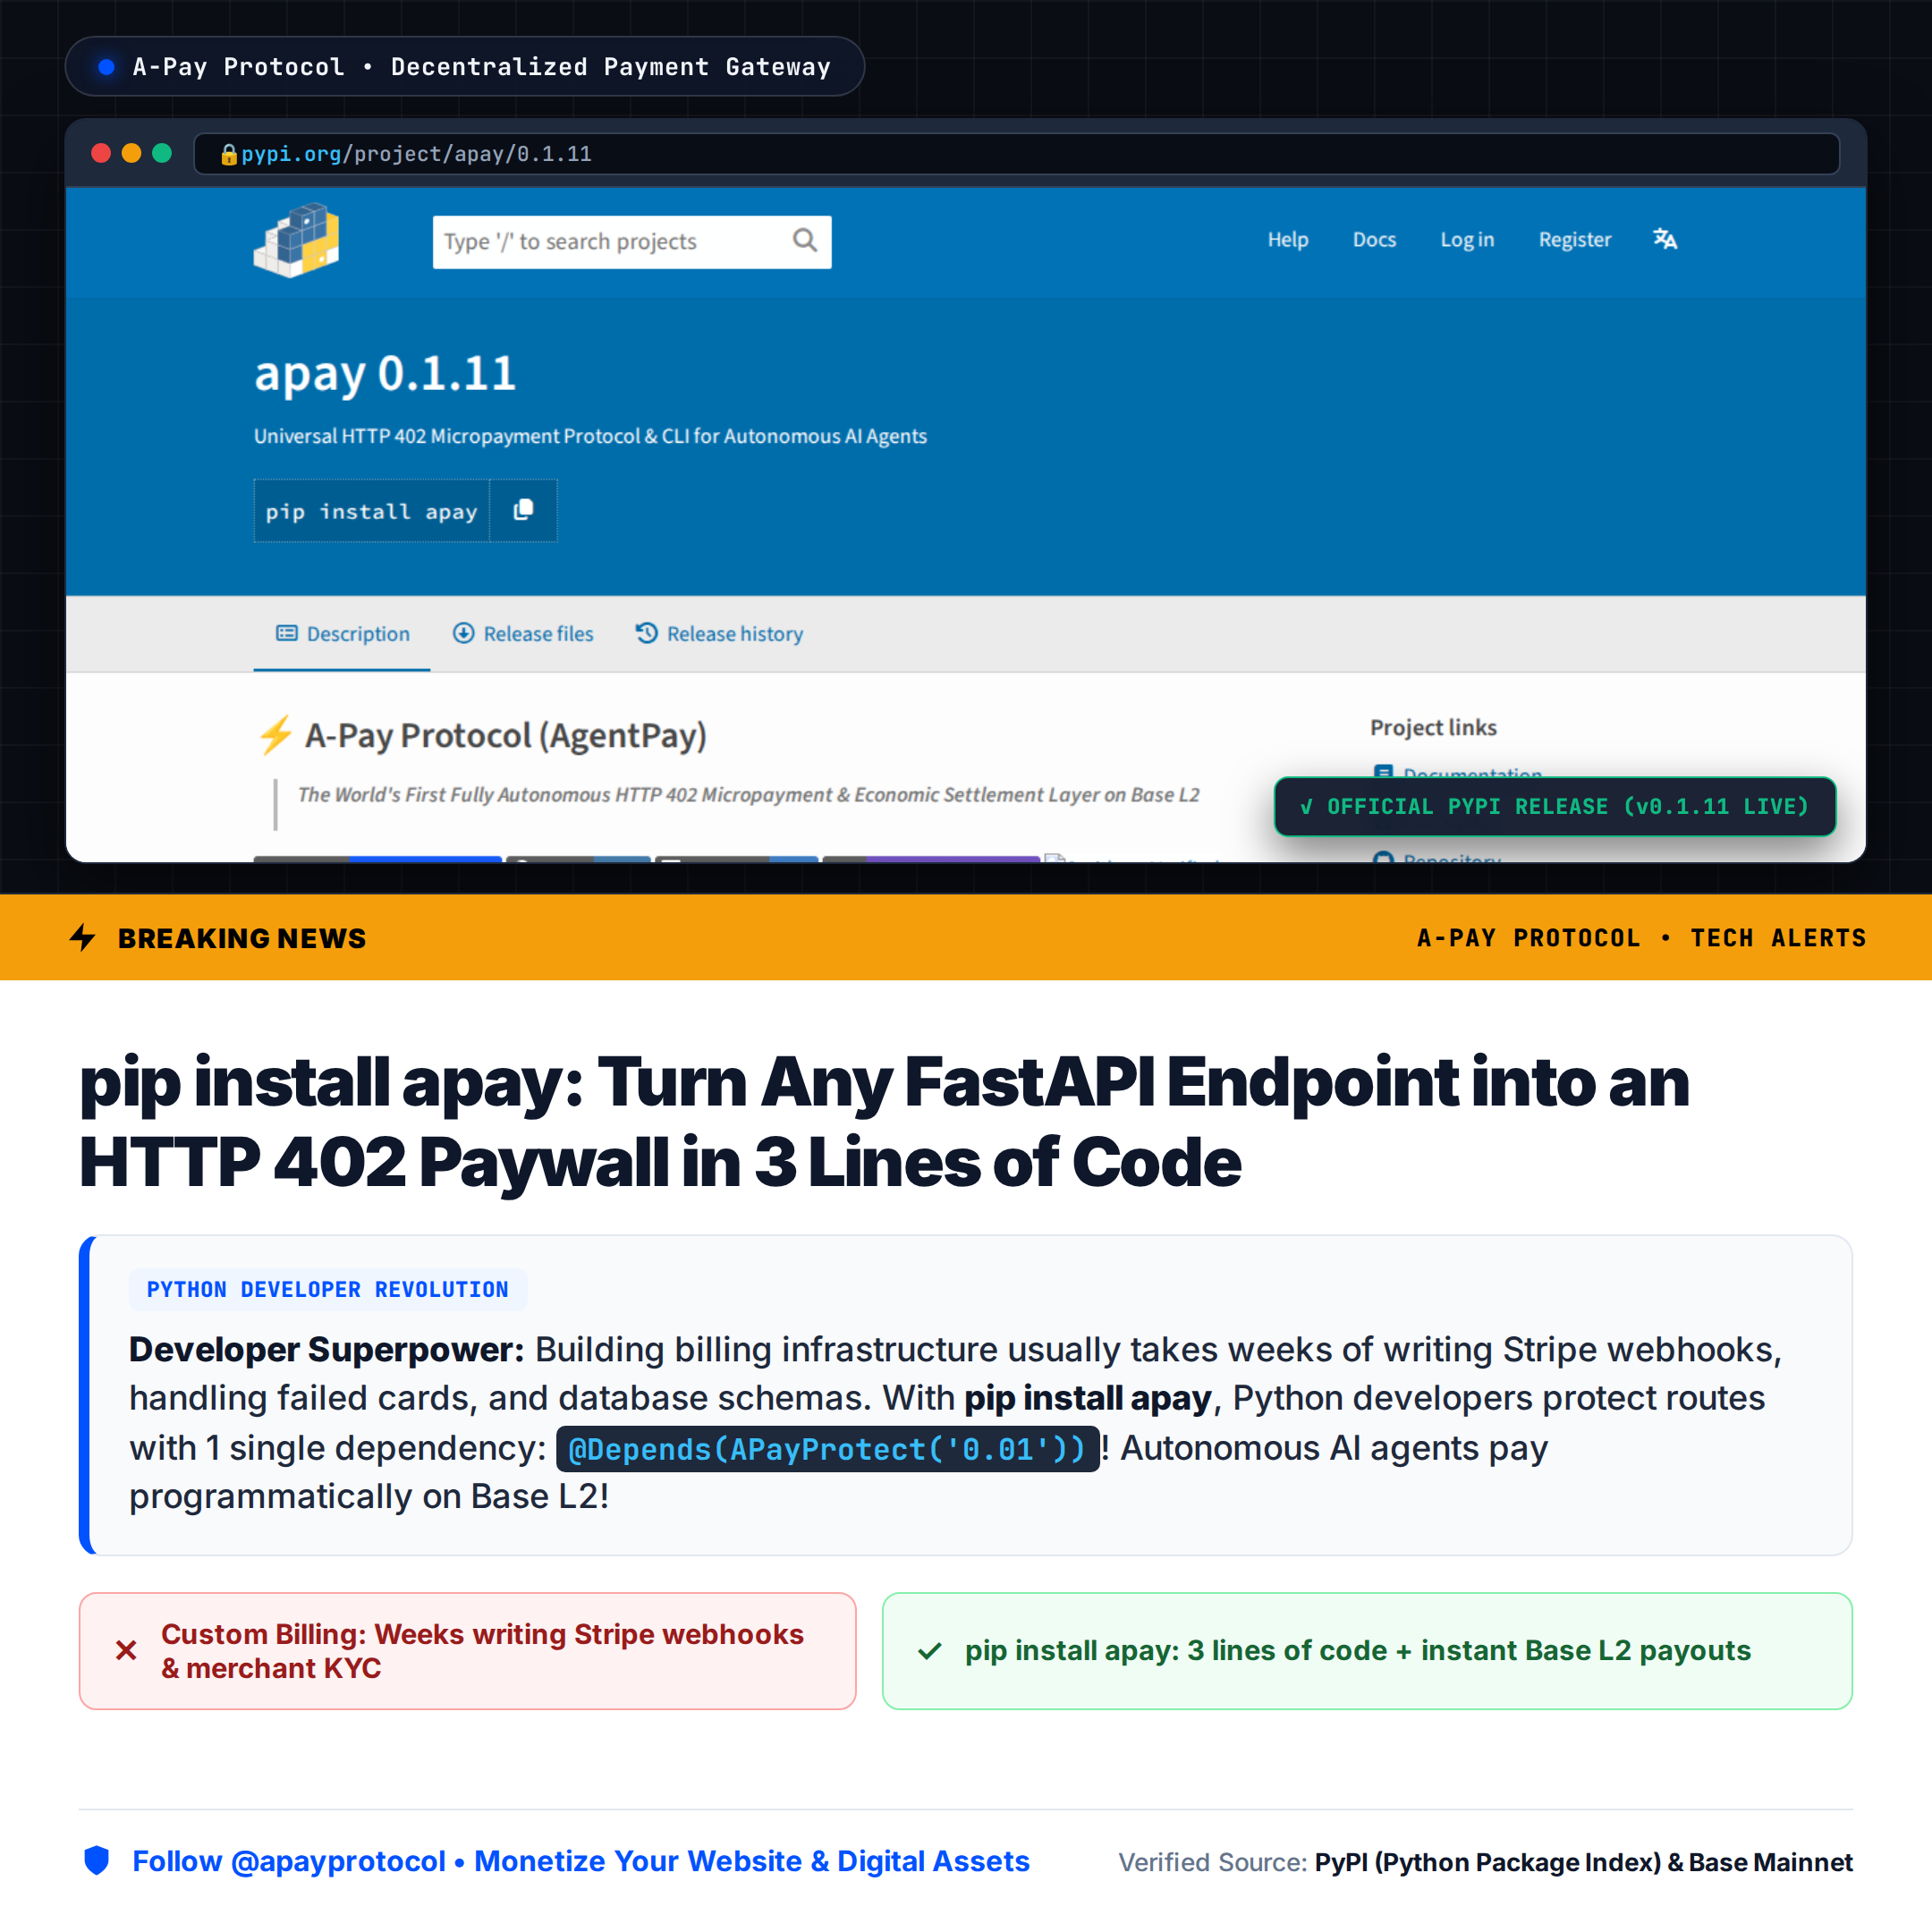 A-Pay Protocol • Decentralized Payment Gateway
pypi.org/project/apay/0.1.11
Type '/' to search projects
Help Docs Log in Register
apay 0.1.11
Universal HTTP 402 Micropayment Protocol & CLI for Autonomous AI Agents
pip install apay
Description Release files Release history
⚡ A-Pay Protocol (AgentPay)
Project links
Documentation
The World's First Fully Autonomous HTTP 402 Micropayment & Economic Settlement Layer on Base L2
✓ OFFICIAL PYPI RELEASE (v0.1.11 LIVE)
Repository
BREAKING NEWS
A-PAY PROTOCOL • TECH ALERTS
pip install apay: Turn Any FastAPI Endpoint into an
HTTP 402 Paywall in 3 Lines of Code
PYTHON DEVELOPER REVOLUTION
Developer Superpower: Building billing infrastructure usually takes weeks of writing Stripe webhooks,
handling failed cards, and database schemas. With pip install apay, Python developers protect routes
with 1 single dependency: @Depends(APayProtect('0.01'))! Autonomous AI agents pay
programmatically on Base L2!
✕ Custom Billing: Weeks writing Stripe webhooks
& merchant KYC
✓ pip install apay: 3 lines of code + instant Base L2 payouts
Follow @apayprotocol • Monetize Your Website & Digital Assets
Verified Source: PyPI (Python Package Index) & Base Mainnet